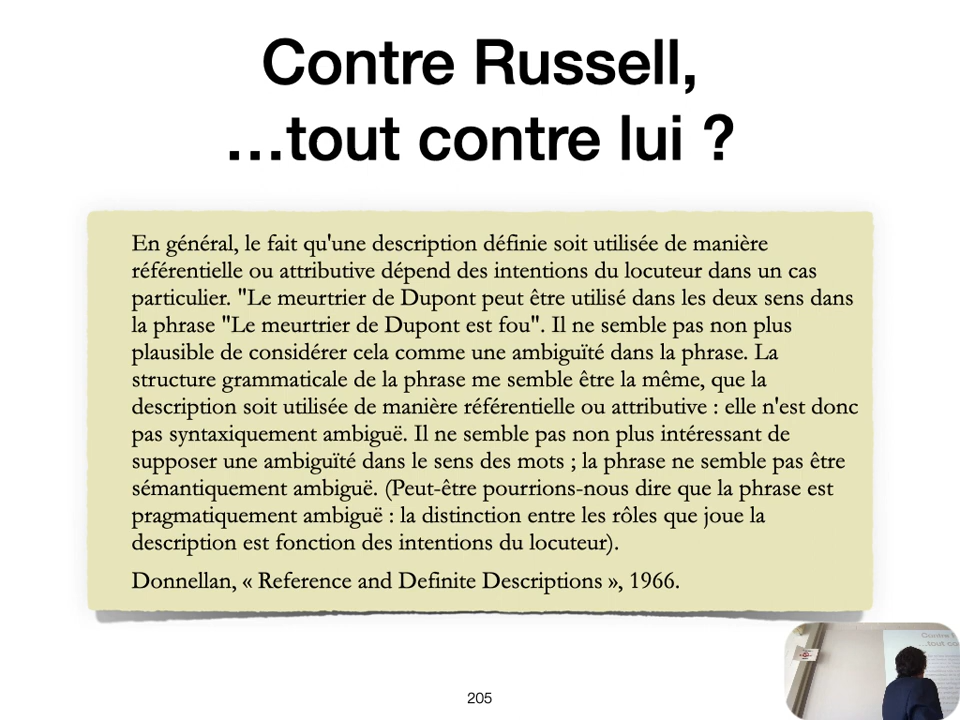 Contre Russell,
…tout contre lui ?
En général, le fait qu'une description définie soit utilisée de manière
référentielle ou attributive dépend des intentions du locuteur dans un cas
particulier. "Le meurtrier de Dupont peut être utilisé dans les deux sens dans
la phrase "Le meurtrier de Dupont est fou". Il ne semble pas non plus
plausible de considérer cela comme une ambiguïté dans la phrase. La
structure grammaticale de la phrase me semble être la même, que la
description soit utilisée de manière référentielle ou attributive : elle n'est donc
pas syntaxiquement ambiguë. Il ne semble pas non plus intéressant de
supposer une ambiguïté dans le sens des mots ; la phrase ne semble pas être
sémantiquement ambiguë. (Peut-être pourrions-nous dire que la phrase est
pragmatiquement ambiguë : la distinction entre les rôles que joue la
description est fonction des intentions du locuteur).
Donnellan, « Reference and Definite Descriptions », 1966.
205